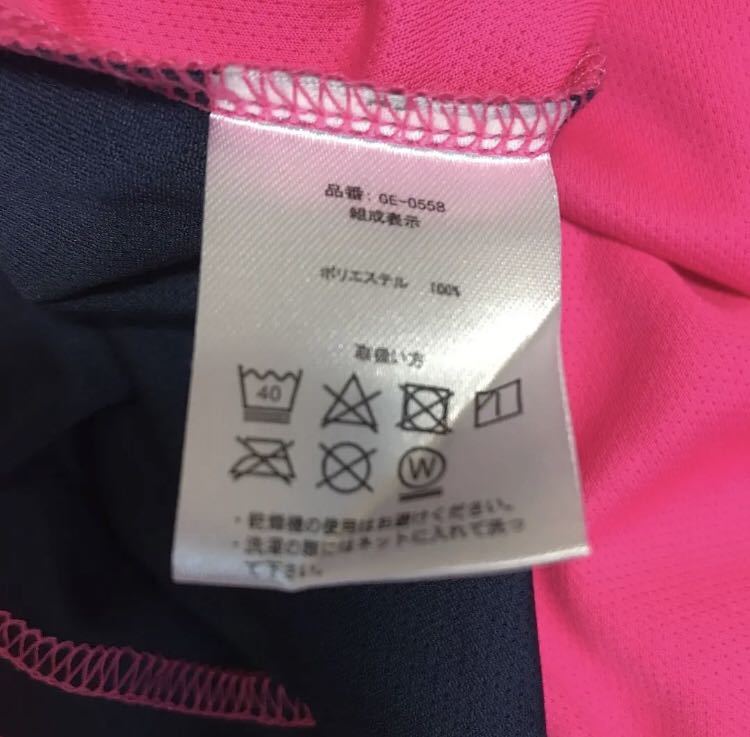 品番: GE-0558
組成表示
ポリエステル 100%
取扱い方
40
W
・乾燥機の使用はお避けください。
・洗濯の際にはネットに入れて洗っ
て下さい。